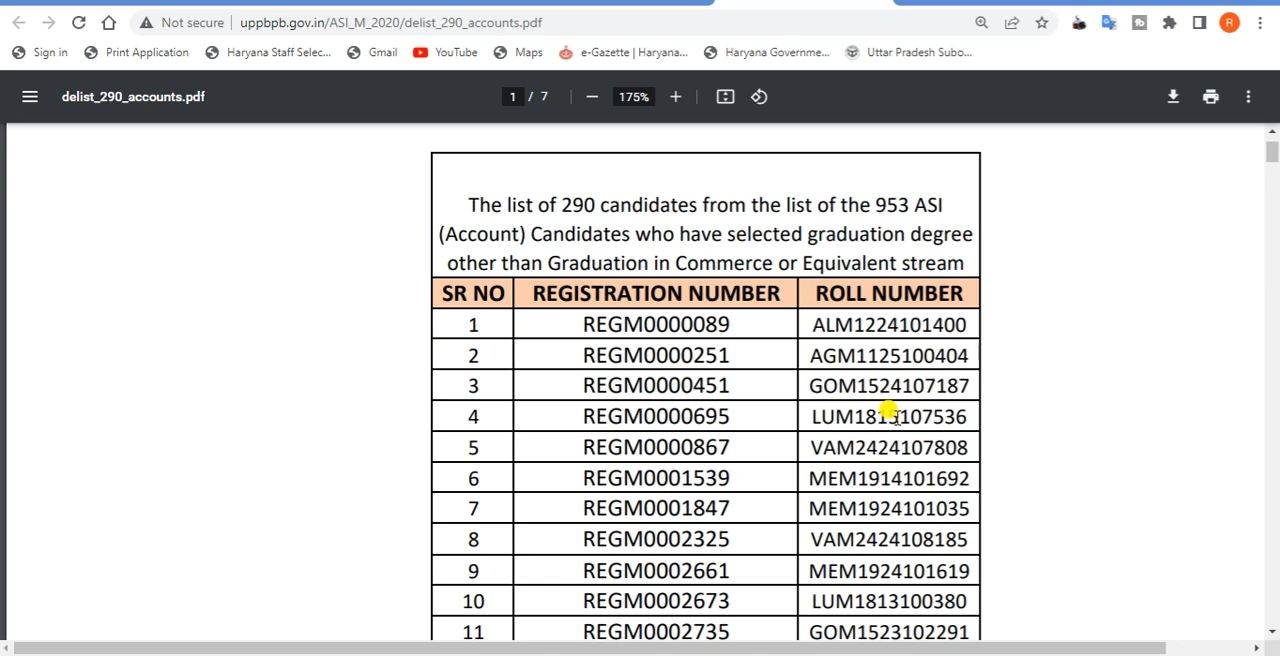 Not secure | uppbpb.gov.in/ASI_M_2020/delist_290_accounts.pdf R
Sign in Print Application Haryana Staff Selec... Gmail YouTube Maps e-Gazette | Haryana... Haryana Governme... Uttar Pradesh Subo...
delist_290_accounts.pdf 1 / 7 — 175% +
The list of 290 candidates from the list of the 953 ASI
(Account) Candidates who have selected graduation degree
other than Graduation in Commerce or Equivalent stream
SR NO REGISTRATION NUMBER ROLL NUMBER
1 REGM0000089 ALM1224101400
2 REGM0000251 AGM1125100404
3 REGM0000451 GOM1524107187
4 REGM0000695
5 REGM0000867 VAM2424107808
6 REGM0001539 MEM1914101692
7 REGM0001847 MEM1924101035
8 REGM0002325 VAM2424108185
9 REGM0002661 MEM1924101619
10 REGM0002673 LUM1813100380
11 REGM0002735 GOM1523102291